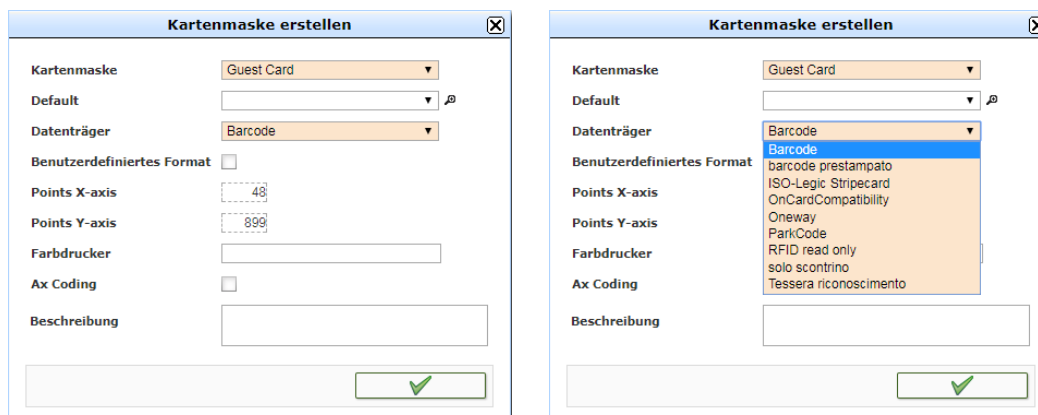 Kartenmaske erstellen
Kartenmaske Guest Card
Default
Datenträger Barcode
Benutzerdefiniertes Format
Points X-axis 48
Points Y-axis 899
Farbdrucker
Ax Coding
Beschreibung
Kartenmaske erstellen
Kartenmaske Guest Card
Default
Datenträger Barcode
Barcode
Benutzerdefiniertes Format barcode prestampato
ISO-Legic Stripecard
Points X-axis OnCardCompatibility
Oneway
Points Y-axis ParkCode
Farbdrucker RFID read only
solo scontrino
Ax Coding Tessera riconoscimento
Beschreibung